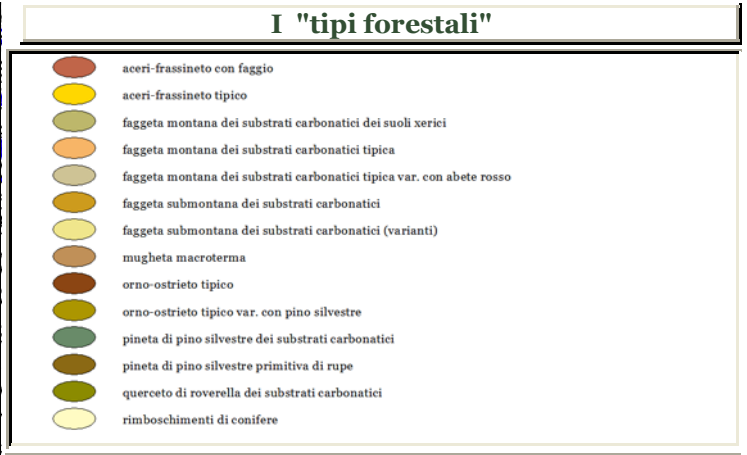 I "tipi forestali"
aceri-frassineto con faggio
aceri-frassineto tipico
faggeta montana dei substrati carbonatici dei suoli xerici
faggeta montana dei substrati carbonatici tipica
faggeta montana dei substrati carbonatici tipica var. con abete rosso
faggeta submontana dei substrati carbonatici
faggeta submontana dei substrati carbonatici (varianti)
mugheta macroterma
orno-ostrieto tipico
orno-ostrieto tipico var. con pino silvestre
pineta di pino silvestre dei substrati carbonatici
pineta di pino silvestre primitiva di rupe
querceto di roverella dei substrati carbonatici
rimboschimenti di conifere